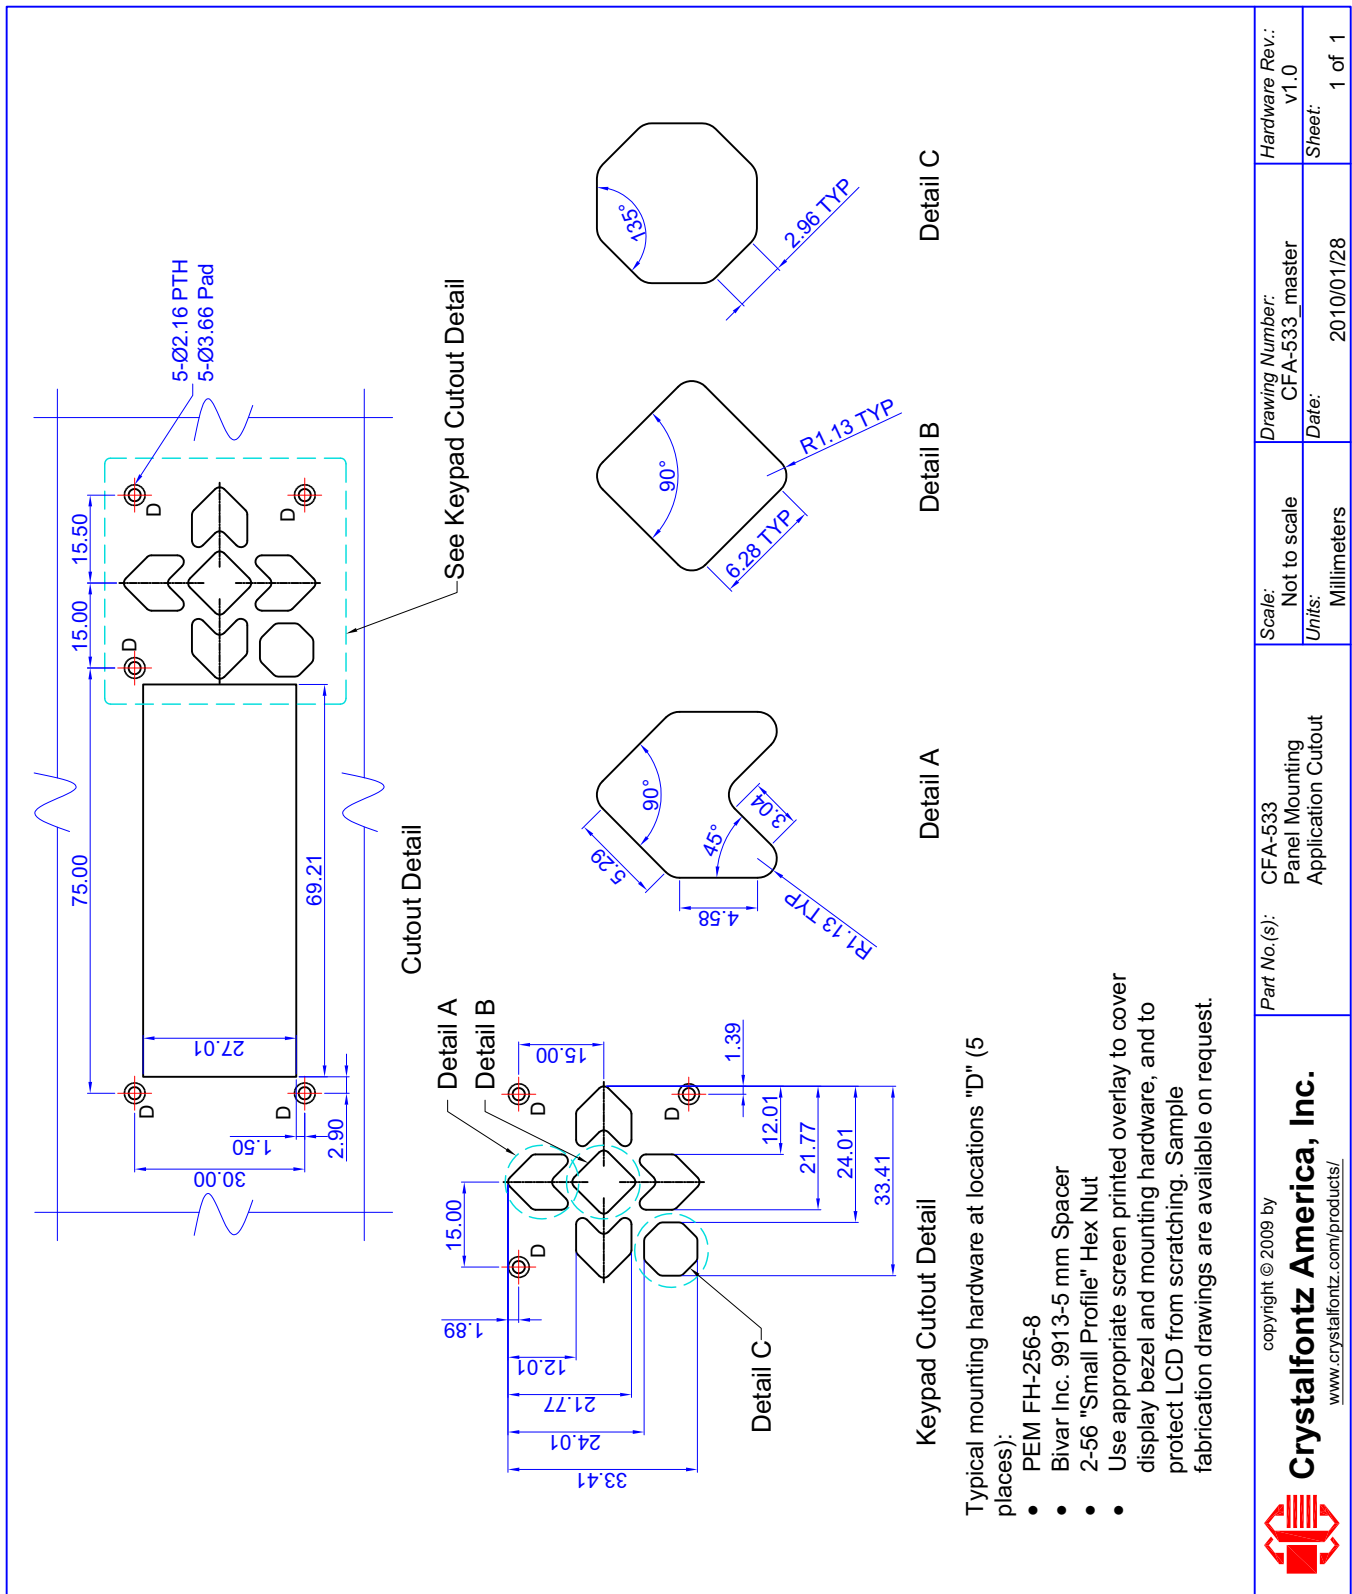 75.00
15.00
15.50
5-Ø2.16 PTH
5-Ø3.66 Pad
D
D
D
D
D
30.00
1.50
2.90
27.01
69.21
See Keypad Cutout Detail
Cutout Detail
Detail A
Detail B
15.00
15.00
1.89
12.01
21.77
24.01
33.41
D
D
D
1.39
12.01
21.77
24.01
33.41
Detail C
Keypad Cutout Detail
5.29
90°
45°
3.04
4.58
R1.13 TYP
Detail A
90°
6.28 TYP
R1.13 TYP
Detail B
135°
2.96 TYP
Detail C
Typical mounting hardware at locations "D" (5
places):
• PEM FH-256-8
• Bivar Inc. 9913-5 mm Spacer
• 2-56 "Small Profile" Hex Nut
• Use appropriate screen printed overlay to cover
display bezel and mounting hardware, and to
protect LCD from scratching. Sample
fabrication drawings are available on request.
copyright © 2009 by
Crystalfontz America, Inc.
www.crystalfontz.com/products/
Part No.(s):
CFA-533
Panel Mounting
Application Cutout
Scale:
Not to scale
Units:
Millimeters
Drawing Number:
CFA-533_master
Date:
2010/01/28
Hardware Rev.:
v1.0
Sheet:
1 of 1